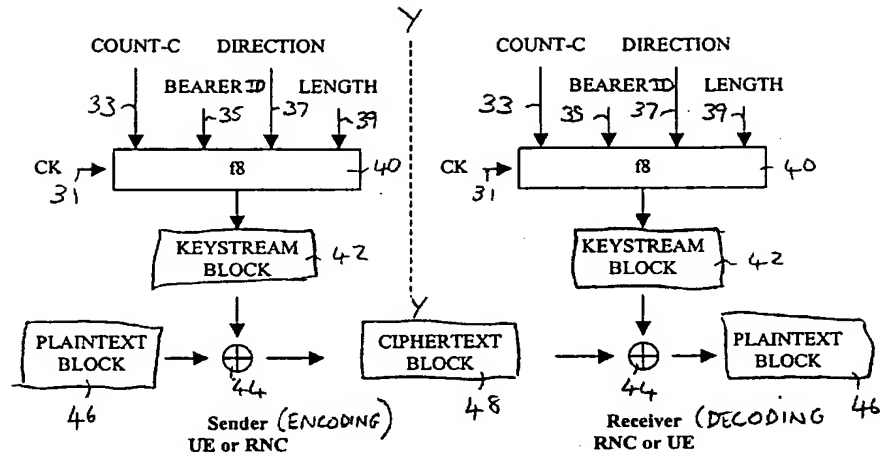 Y
COUNT-C DIRECTION COUNT-C DIRECTION
BEARER ID LENGTH BEARER ID LENGTH
33 35 37 39 33 35 37 39
CK f8 40 CK f8 40
31 31
KEYSTREAM BLOCK 42 KEYSTREAM BLOCK 42
Y
PLAINTEXT BLOCK CIPHERTEXT BLOCK PLAINTEXT BLOCK
46 44 48 44 46
Sender (ENCODING) Receiver (DECODING
UE or RNC RNC or UE